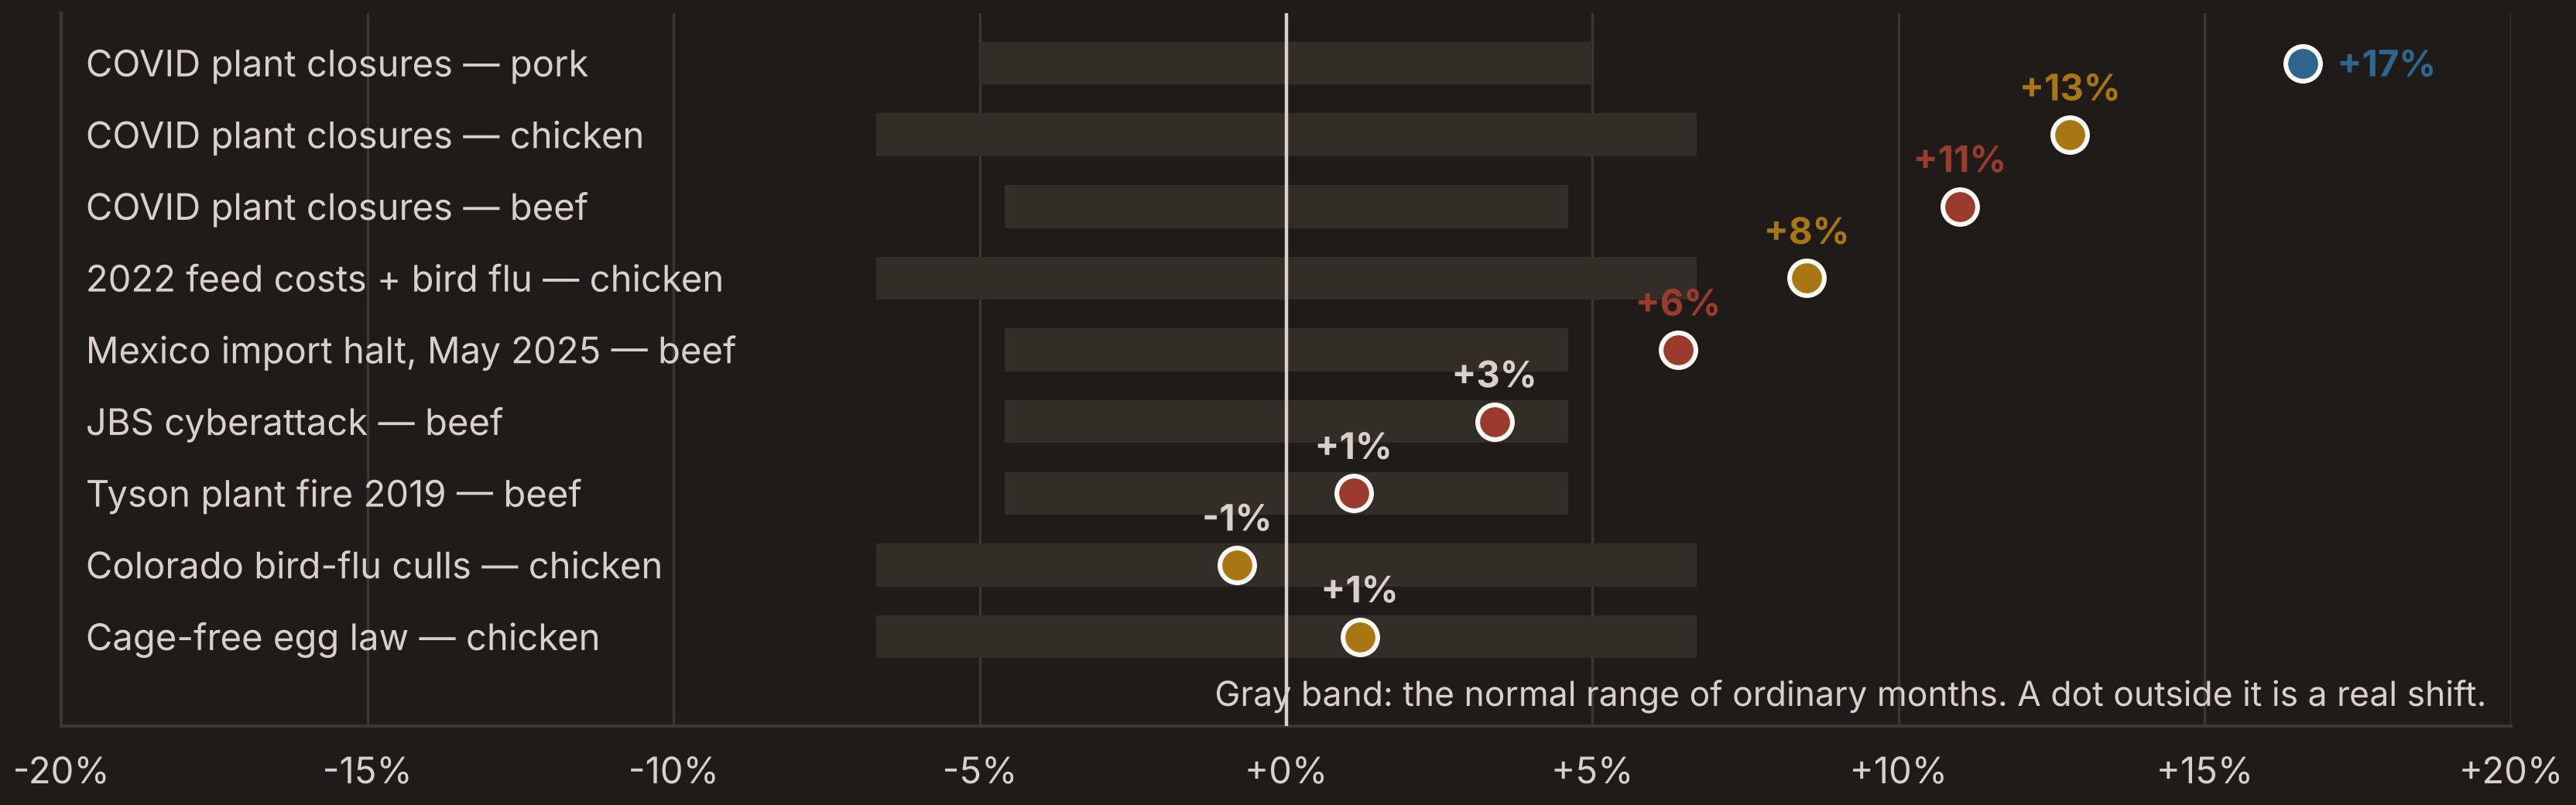 COVID plant closures — pork
+17%
+13%
COVID plant closures — chicken
+11%
COVID plant closures — beef
+8%
2022 feed costs + bird flu — chicken
+6%
Mexico import halt, May 2025 — beef
+3%
JBS cyberattack — beef
+1%
Tyson plant fire 2019 — beef
-1%
Colorado bird-flu culls — chicken
+1%
Cage-free egg law — chicken
Gray band: the normal range of ordinary months. A dot outside it is a real shift.
-20% -15% -10% -5% +0% +5% +10% +15% +20%